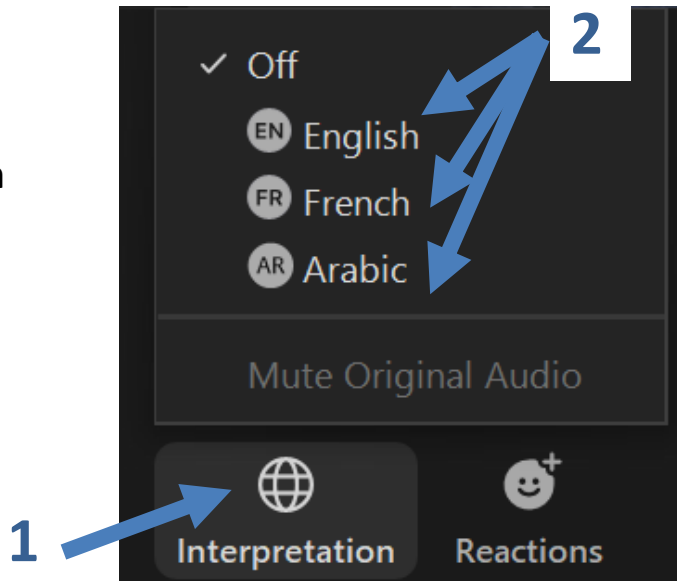 2
Off
EN English
n
FR French
AR Arabic
Mute Original Audio
1
Interpretation Reactions